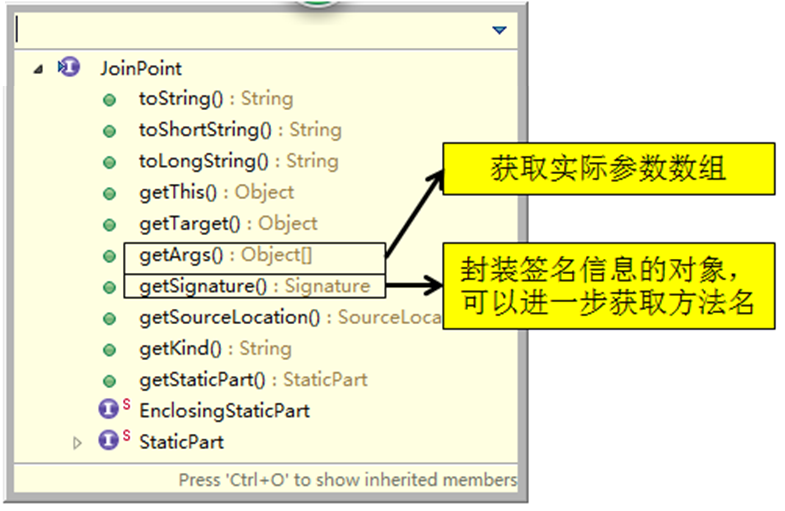 JoinPoint
toString() : String
toShortString() : String
toLongString() : String
getThis() : Object
getTarget() : Object
getArgs() : Object[]
getSignature() : Signature
getSourceLocation() : SourceLoca
getKind() : String
getStaticPart() : StaticPart
S EnclosingStaticPart
S StaticPart
Press 'Ctrl+O' to show inherited members
获取实际参数数组
封装签名信息的对象,
可以进一步获取方法名